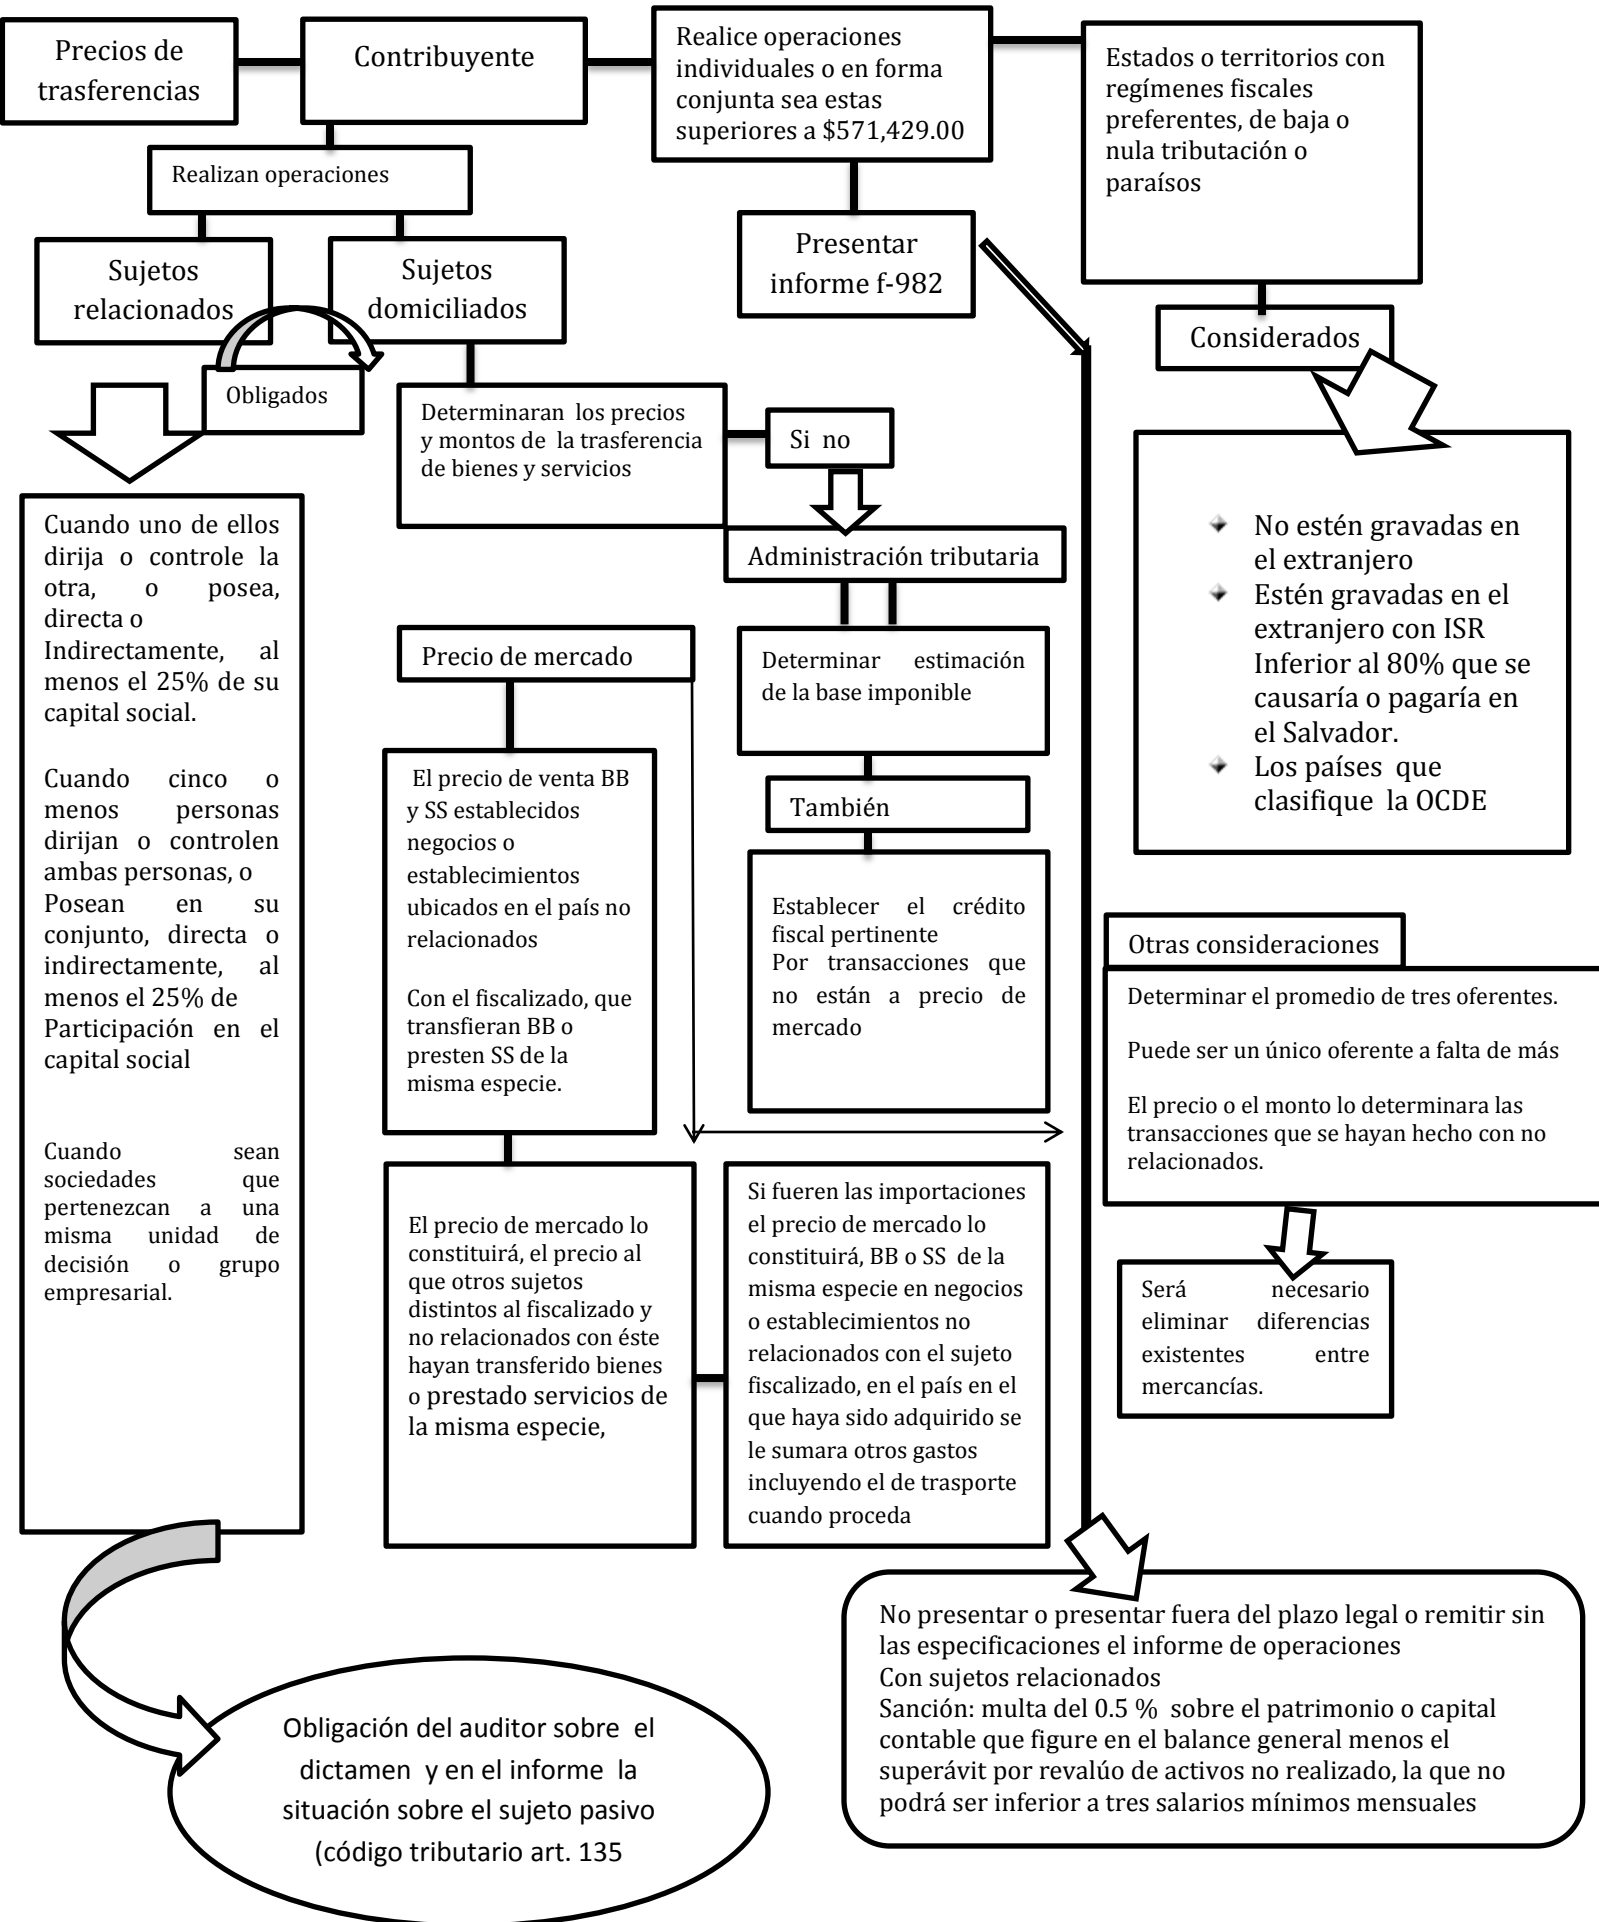 Precios de
trasferencias
Contribuyente
Realice operaciones
individuales o en forma
conjunta sea estas
superiores a $571,429.00
Estados o territorios con
regímenes fiscales
preferentes, de baja o
nula tributación o
paraísos
Realizan operaciones
Sujetos
relacionados
Sujetos
domiciliados
Presentar
informe f-982
Considerados
Obligados
Determinaran los precios
y montos de la trasferencia
de bienes y servicios
Si no
Administración tributaria
Cuando uno de ellos
dirija o controle la
otra, o posea,
directa o
Indirectamente, al
menos el 25% de su
capital social.
Cuando cinco o
menos personas
dirijan o controlen
ambas personas, o
Posean en su
conjunto, directa o
indirectamente, al
menos el 25% de
Participación en el
capital social
Cuando sean
sociedades que
pertenezcan a una
misma unidad de
decisión o grupo
empresarial.
Precio de mercado
El precio de venta BB
y SS establecidos
negocios o
establecimientos
ubicados en el país no
relacionados
Con el fiscalizado, que
transfieran BB o
presten SS de la
misma especie.
El precio de mercado lo
constituirá, el precio al
que otros sujetos
distintos al fiscalizado y
no relacionados con éste
hayan transferido bienes
o prestado servicios de
la misma especie,
Determinar estimación
de la base imponible
También
Establecer el crédito
fiscal pertinente
Por transacciones que
no están a precio de
mercado
Si fueren las importaciones
el precio de mercado lo
constituirá, BB o SS de la
misma especie en negocios
o establecimientos no
relacionados con el sujeto
fiscalizado, en el país en el
que haya sido adquirido se
le sumara otros gastos
incluyendo el de trasporte
cuando proceda
No estén gravadas en
el extranjero
Estén gravadas en el
extranjero con ISR
Inferior al 80% que se
causaría o pagaría en
el Salvador.
Los países que
clasifique la OCDE
Otras consideraciones
Determinar el promedio de tres oferentes.
Puede ser un único oferente a falta de más
El precio o el monto lo determinara las
transacciones que se hayan hecho con no
relacionados.
Será necesario
eliminar diferencias
existentes entre
mercancías.
No presentar o presentar fuera del plazo legal o remitir sin
las especificaciones el informe de operaciones
Con sujetos relacionados
Sanción: multa del 0.5 % sobre el patrimonio o capital
contable que figure en el balance general menos el
superávit por revalúo de activos no realizado, la que no
podrá ser inferior a tres salarios mínimos mensuales
Obligación del auditor sobre el
dictamen y en el informe la
situación sobre el sujeto pasivo
(código tributario art. 135